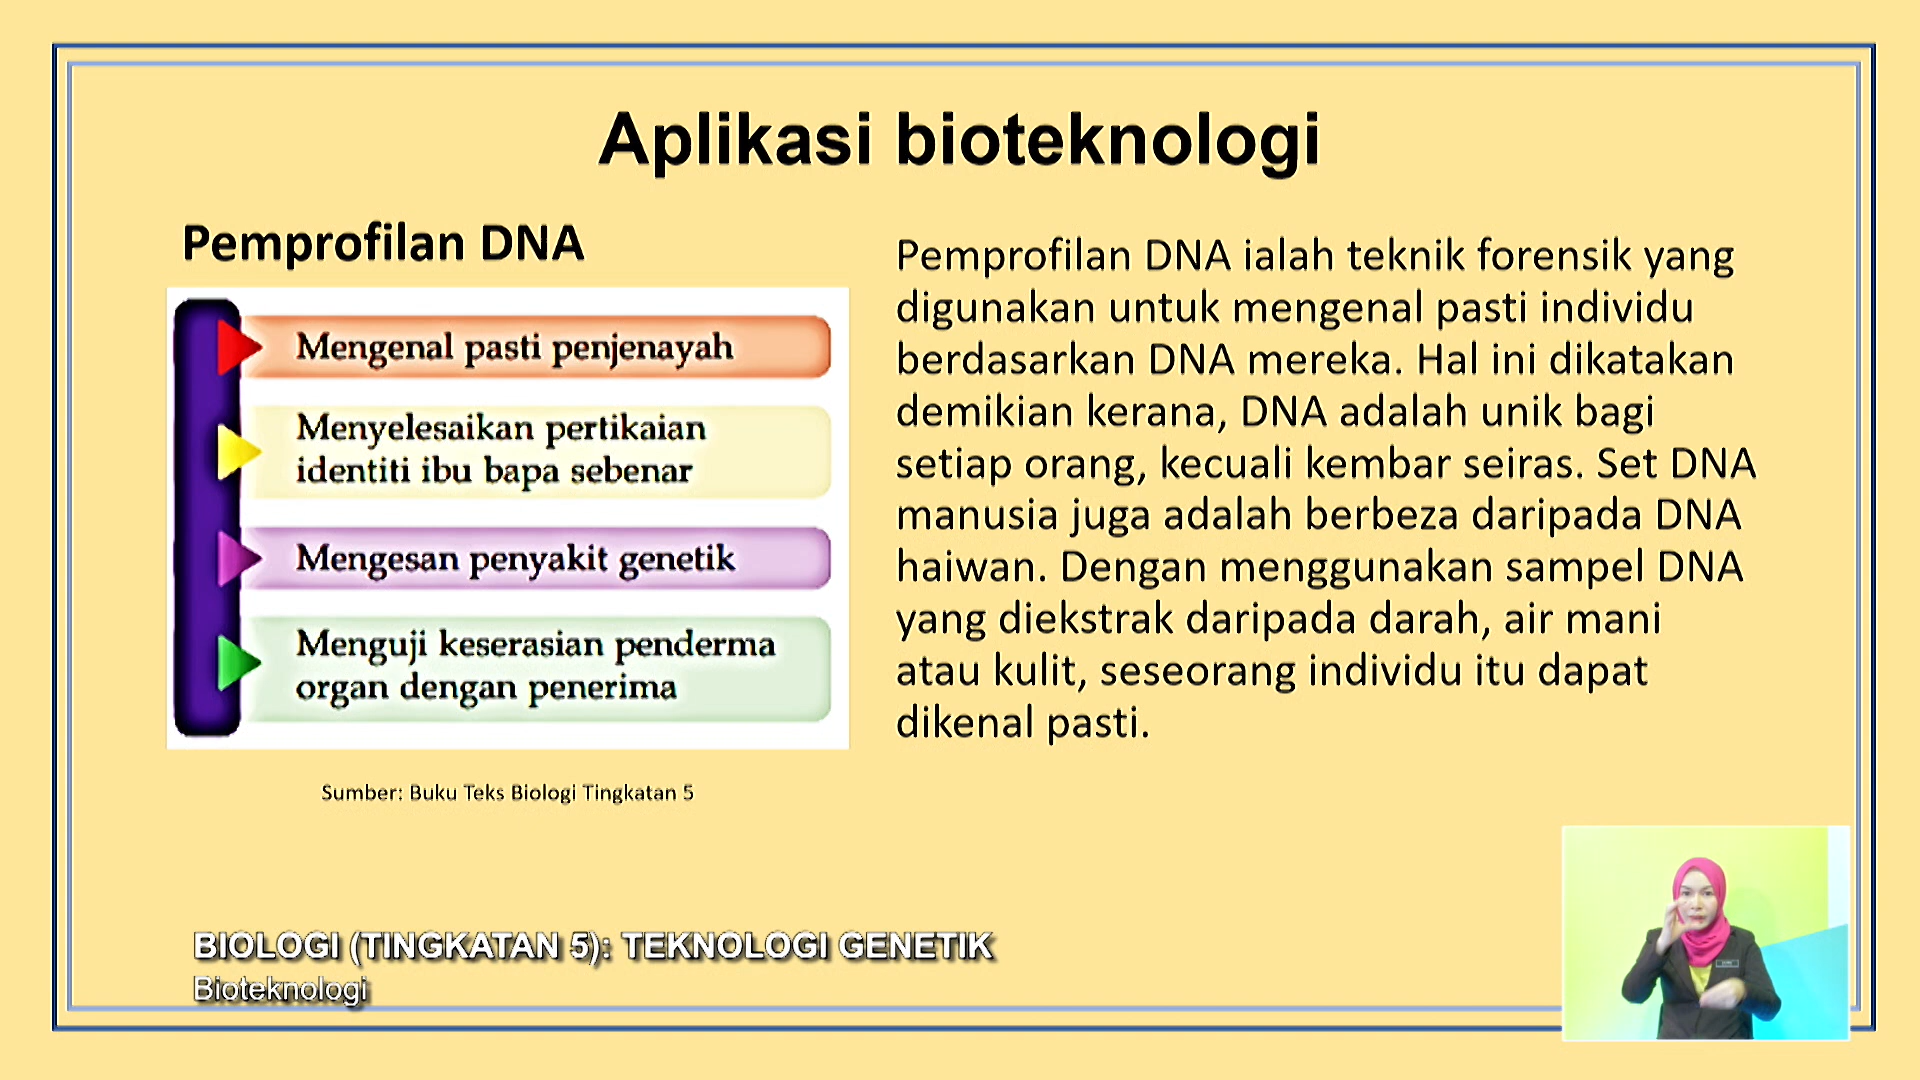 Aplikasi bioteknologi
Pemprofilan DNA
Mengenal pasti penjenayah
Menyelesaikan pertikaian
identiti ibu bapa sebenar
Mengesan penyakit genetik
Menguji keserasian penderma
organ dengan penerima
Sumber: Buku Teks Biologi Tingkatan 5
Pemprofilan DNA ialah teknik forensik yang
digunakan untuk mengenal pasti individu
berdasarkan DNA mereka. Hal ini dikatakan
demikian kerana, DNA adalah unik bagi
setiap orang, kecuali kembar seiras. Set DNA
manusia juga adalah berbeza daripada DNA
haiwan. Dengan menggunakan sampel DNA
yang diekstrak daripada darah, air mani
atau kulit, seseorang individu itu dapat
dikenal pasti.
BIOLOGI (TINGKATAN 5): TEKNOLOGI GENETIK
Bioteknologi